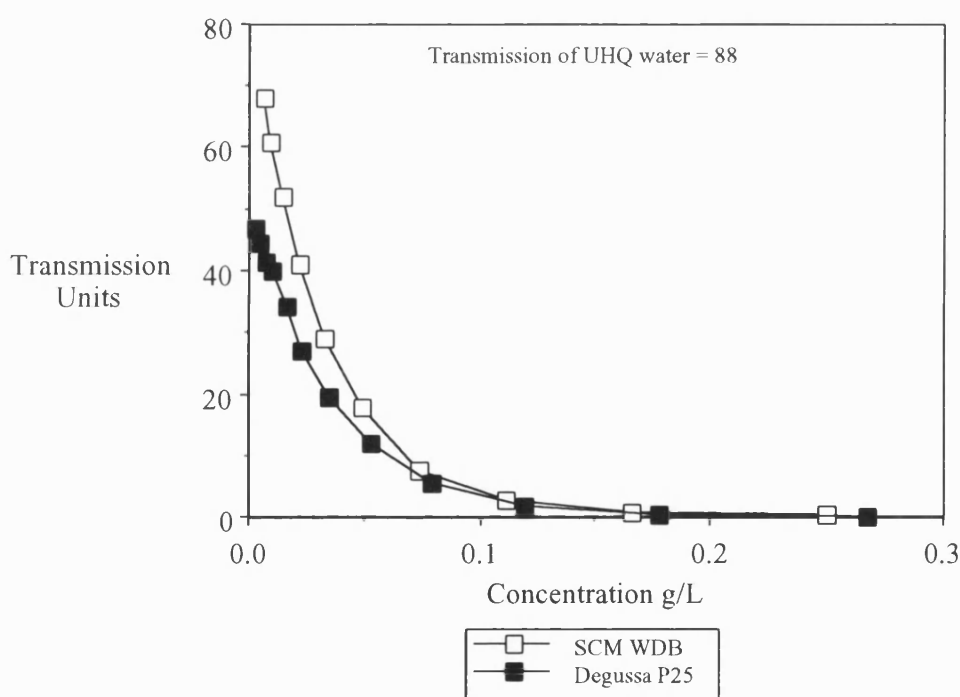 80
Transmission of UHQ water = 88
60
40
Transmission
Units
20
0
0.0 0.1 0.2 0.3
Concentration g/L
SCM WDB
Degussa P25